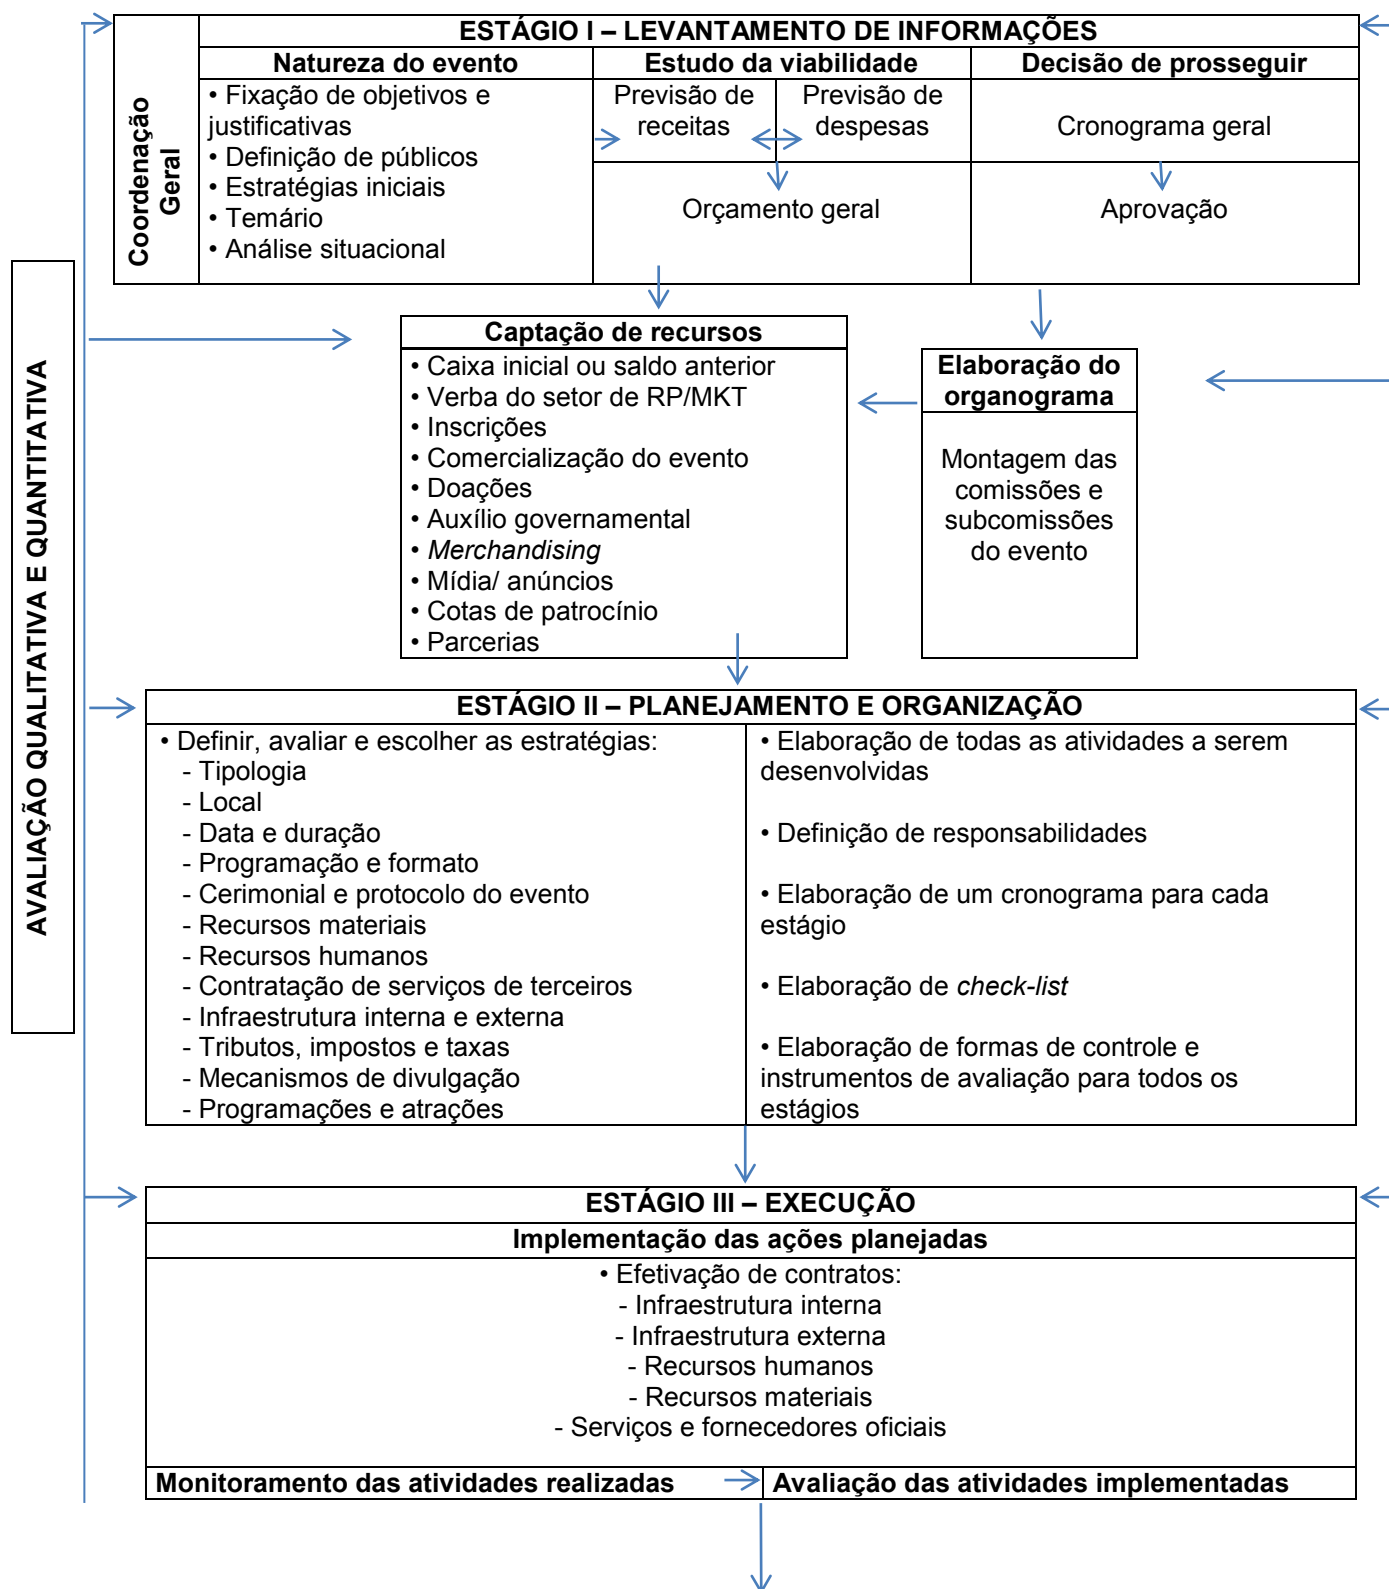 ESTÁGIO I – LEVANTAMENTO DE INFORMAÇÕES
Coordenação
Geral
Natureza do evento
• Fixação de objetivos e
justificativas
• Definição de públicos
• Estratégias iniciais
• Temário
• Análise situacional
Estudo da viabilidade
Previsão de
receitas
Previsão de
despesas
Orçamento geral
Decisão de prosseguir
Cronograma geral
Aprovação
AVALIAÇÃO QUALITATIVA E QUANTITATIVA
Captação de recursos
• Caixa inicial ou saldo anterior
• Verba do setor de RP/MKT
• Inscrições
• Comercialização do evento
• Doações
• Auxílio governamental
• Merchandising
• Mídia/ anúncios
• Cotas de patrocínio
• Parcerias
Elaboração do
organograma
Montagem das
comissões e
subcomissões
do evento
ESTÁGIO II – PLANEJAMENTO E ORGANIZAÇÃO
• Definir, avaliar e escolher as estratégias:
- Tipologia
- Local
- Data e duração
- Programação e formato
- Cerimonial e protocolo do evento
- Recursos materiais
- Recursos humanos
- Contratação de serviços de terceiros
- Infraestrutura interna e externa
- Tributos, impostos e taxas
- Mecanismos de divulgação
- Programações e atrações
• Elaboração de todas as atividades a serem
desenvolvidas
• Definição de responsabilidades
• Elaboração de um cronograma para cada
estágio
• Elaboração de check-list
• Elaboração de formas de controle e
instrumentos de avaliação para todos os
estágios
ESTÁGIO III – EXECUÇÃO
Implementação das ações planejadas
• Efetivação de contratos:
- Infraestrutura interna
- Infraestrutura externa
- Recursos humanos
- Recursos materiais
- Serviços e fornecedores oficiais
Monitoramento das atividades realizadas
Avaliação das atividades implementadas